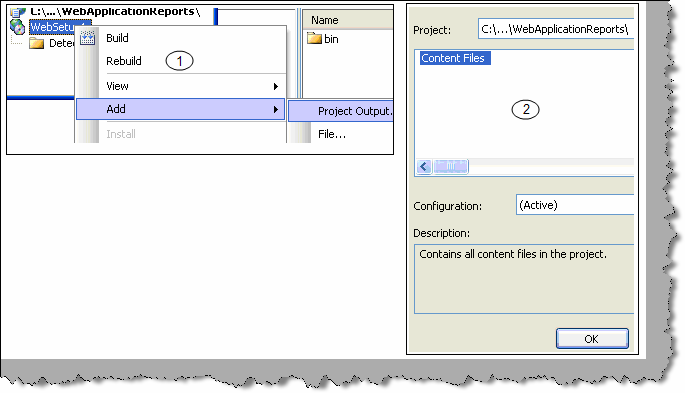 C:\...\WebApplicationReports\
WebSetu
Dete
Build
Rebuild
1
View
Add
Install
Project Output.
File...
Name
bin
Project: C:\...\WebApplicationReports\
Content Files
2
Configuration: (Active)
Description:
Contains all content files in the project.
OK